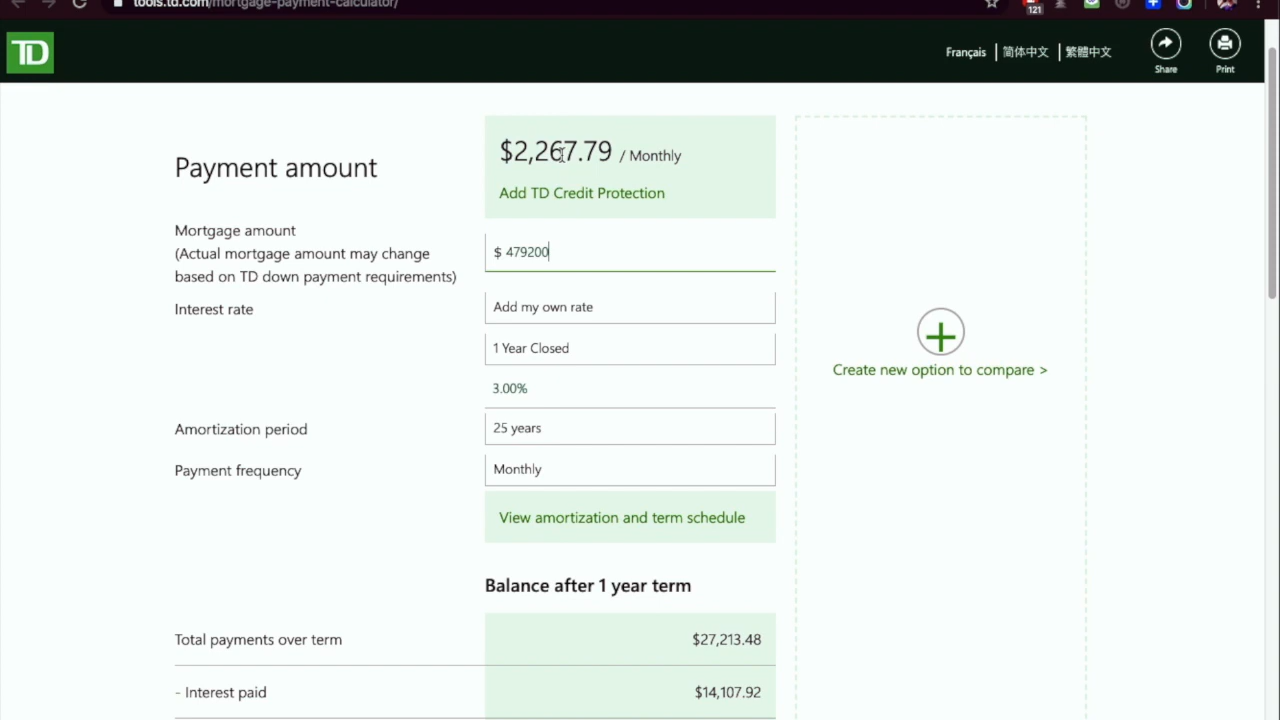 tools.td.com/mortgage-payment-calculator/
121
TD
Français
简体中文
繁體中文
Share
Print
$2,267.79 / Monthly
Add TD Credit Protection
Payment amount
Mortgage amount
(Actual mortgage amount may change
based on TD down payment requirements)
$ 479200
Interest rate
Add my own rate
1 Year Closed
3.00%
Amortization period
25 years
Payment frequency
Monthly
View amortization and term schedule
Create new option to compare >
Balance after 1 year term
Total payments over term
$27,213.48
- Interest paid
$14,107.92